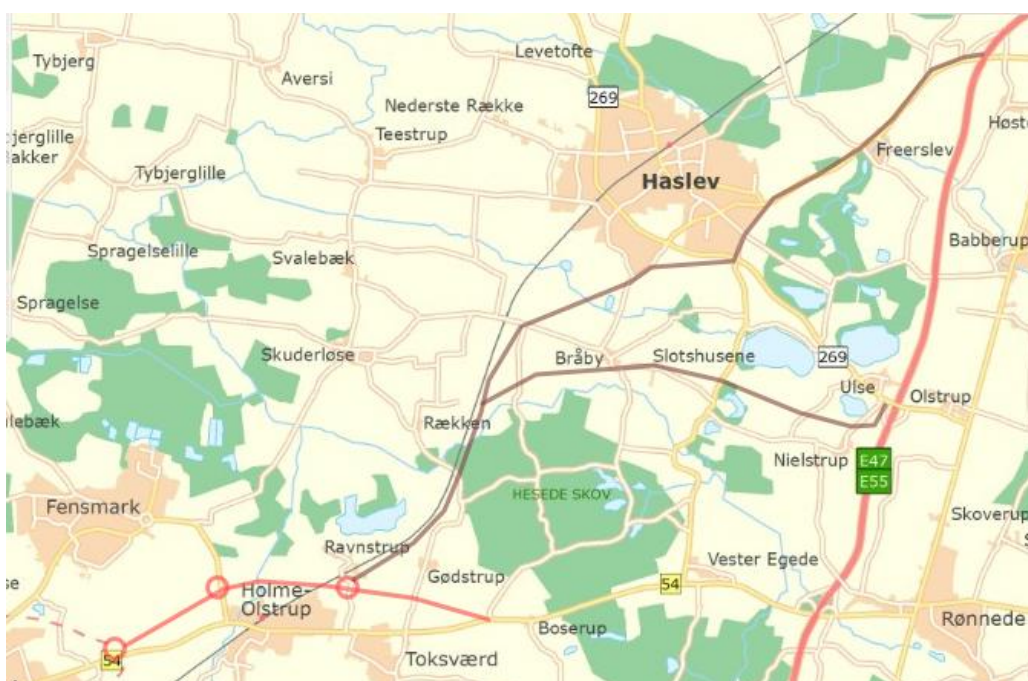 Levetofte
Tybjerg
Aversi
269
Nederste Række
Høst
tjerglille
Bakker
Teestrup
Freerslev
Tybjerglille
Haslev
Spragelselille
Svalebæk
Babberup
Spragelse
Skuderløse
Bråby
Slotshusene
269
Ulse
Olstrup
lebæk
Rækken
Nielstrup
E47
E55
HESEDE SKOV
Fensmark
Skoverup
Ravnstrup
Vester Egede
Gødstrup
54
Holme-
Olstrup
Boserup
Rønnede
54
Toksværd